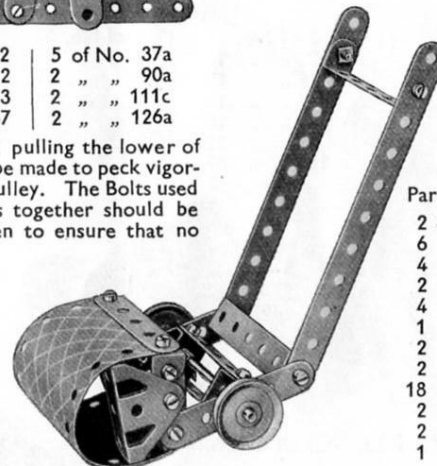 2 | 5 of No. 37a
2 | 2 „ „ 90a
3 | 2 „ „ 111c
7 | 2 „ „ 126a
pulling the lower of
be made to peck vigor-
ulley. The Bolts used
s together should be
en to ensure that no
Par
2
6
4
2
4
1
2
2
18
2
2
1